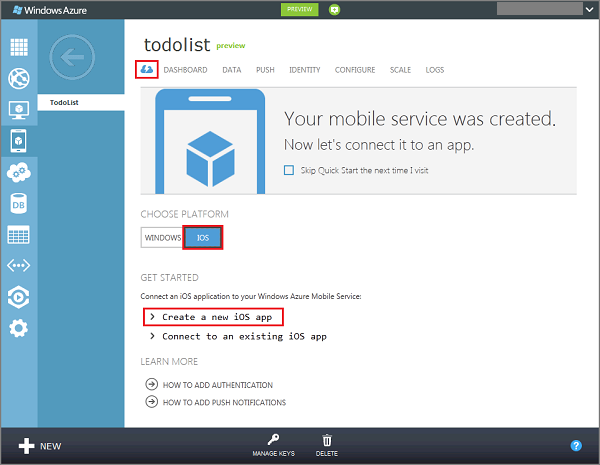 Windows Azure
PREVIEW
todolist preview
DASHBOARD DATA PUSH IDENTITY CONFIGURE SCALE LOGS
TodoList
Your mobile service was created.
Now let's connect it to an app.
Skip Quick Start the next time I visit
CHOOSE PLATFORM
WINDOWS IOS
GET STARTED
Connect an iOS application to your Windows Azure Mobile Service:
Create a new iOS app
Connect to an existing iOS app
LEARN MORE
HOW TO ADD AUTHENTICATION
HOW TO ADD PUSH NOTIFICATIONS
DB
NEW
MANAGE KEYS
DELETE
?